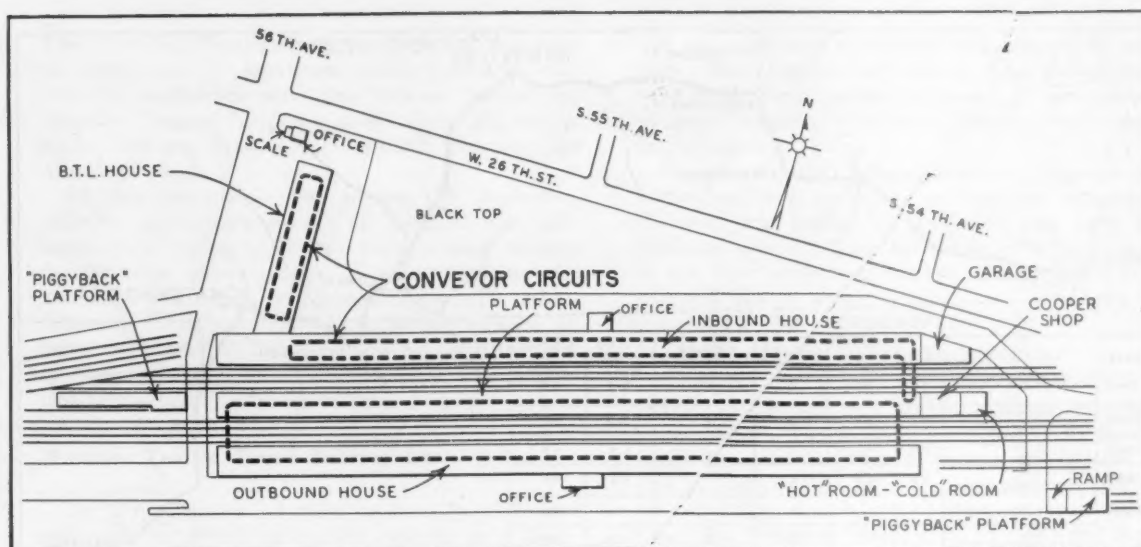 56 TH. AVE.
SCALE
OFFICE
B.T.L. HOUSE
BLACK TOP
S. 55 TH. AVE.
W. 26 TH. ST.
N
S. 54 TH. AVE.
"PIGGYBACK"
PLATFORM
CONVEYOR CIRCUITS
PLATFORM
OFFICE
INBOUND HOUSE
GARAGE
COOPER
SHOP
OUTBOUND HOUSE
OFFICE
"HOT" ROOM - "COLD" ROOM
RAMP
"PIGGYBACK" PLATFORM